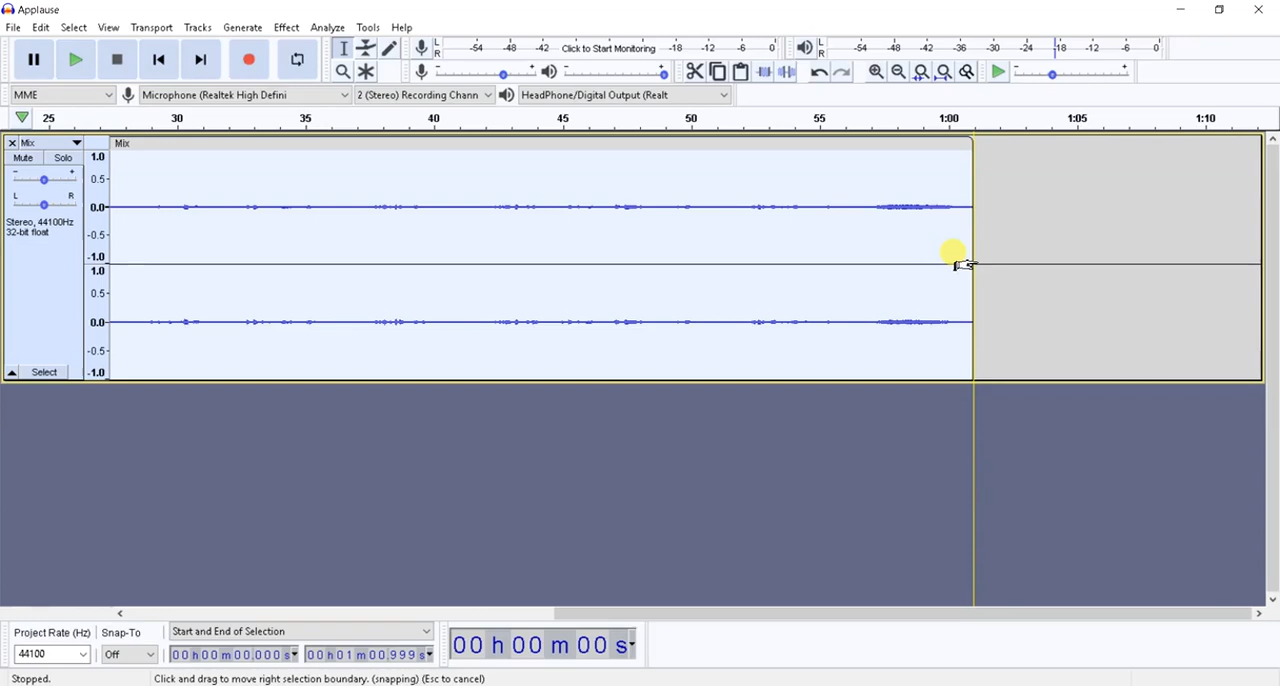 Applause
File Edit Select View Transport Tracks Generate Effect Analyze Tools Help
L R -54 -48 -42 Click to Start Monitoring -18 -12 -6 0 L R -54 -48 -42 -36 -30 -24 -18 -12 -6 0
- + - + - +
MME Microphone (Realtek High Defini 2 (Stereo) Recording Chann HeadPhone/Digital Output (Realt
25 30 35 40 45 50 55 1:00 1:05 1:10
Mix Mix
Mute Solo
- +
L R
Stereo, 44100Hz
32-bit float
Select
1.0
0.5
0.0
-0.5
-1.0
1.0
0.5
0.0
-0.5
-1.0
Project Rate (Hz) Snap-To Start and End of Selection
44100 Off 00 h 00 m 00.000 s 00 h 01 m 00.999 s 00 h 00 m 00 s
Stopped. Click and drag to move right selection boundary. (snapping) (Esc to cancel)